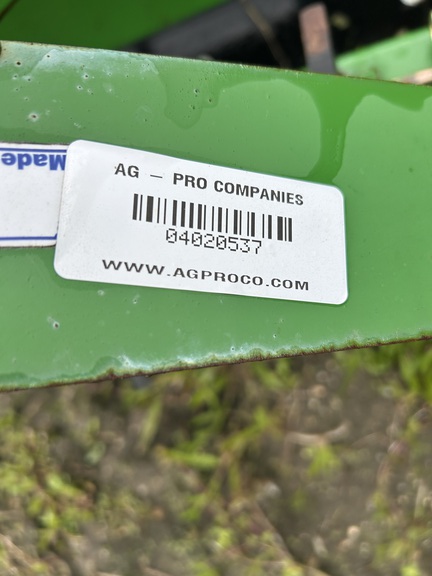 AG – PRO COMPANIES
04020537
WWW.AGPROCO.COM
Made